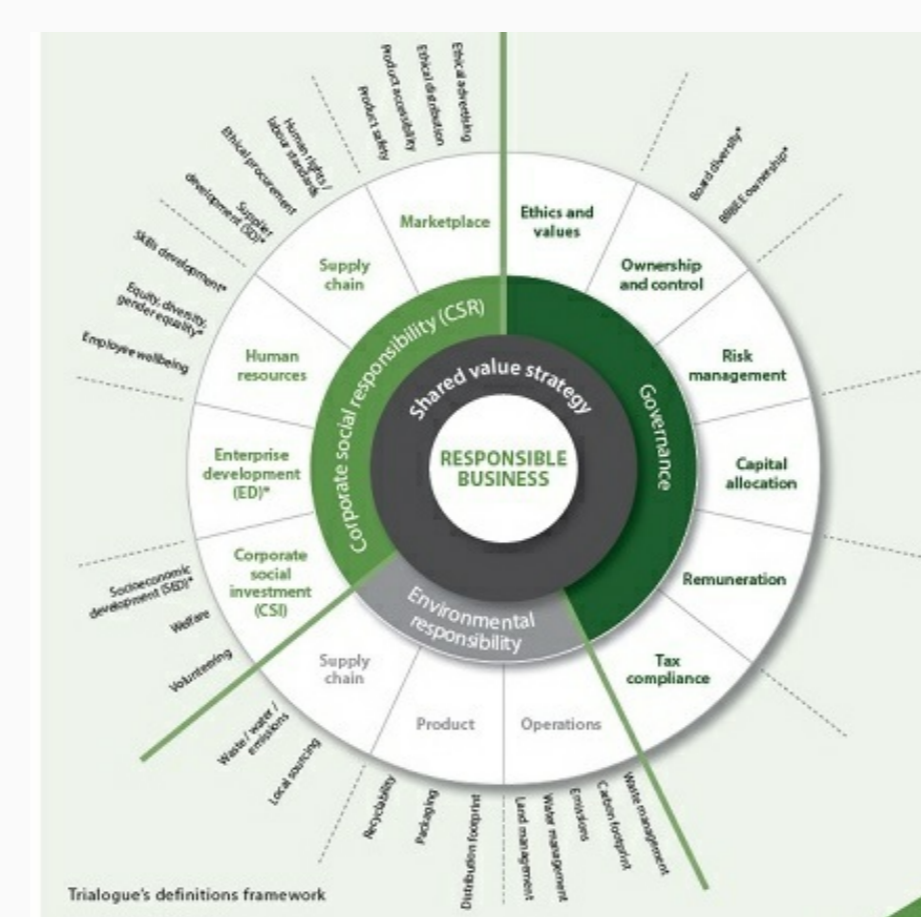 Ethical advertising
Ethical distribution
Product accessibility
Product safety
Human rights /
labour standards
Ethical procurement
Supplier
development (SD)*
Skills development*
Equity, diversity,
gender equality*
Employee wellbeing
Socioeconomic
development (SED)*
Welfare
Volunteering
Waste / water /
emissions
Local sourcing
Recyclability
Packaging
Distribution footprint
Land management
Water management
Emissions
Carbon footprint
Waste management
Board diversity*
BBBEE ownership*
Marketplace
Supply
chain
Human
resources
Enterprise
development
(ED)*
Corporate
social
investment
(CSI)
Supply
chain
Product
Operations
Tax
compliance
Remuneration
Capital
allocation
Risk
management
Ownership
and control
Ethics and
values
Corporate social responsibility (CSR)
Governance
Environmental
responsibility
Shared value strategy
RESPONSIBLE
BUSINESS
Trialogue's definitions framework